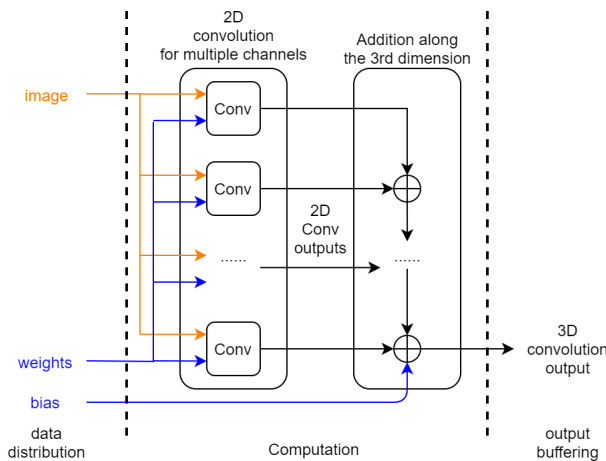 2D
convolution
for multiple channels
Addition along
the 3rd dimension
image
Conv
Conv
2D
Conv
outputs
......
......
Conv
weights
3D
convolution
output
bias
data
distribution
Computation
output
buffering